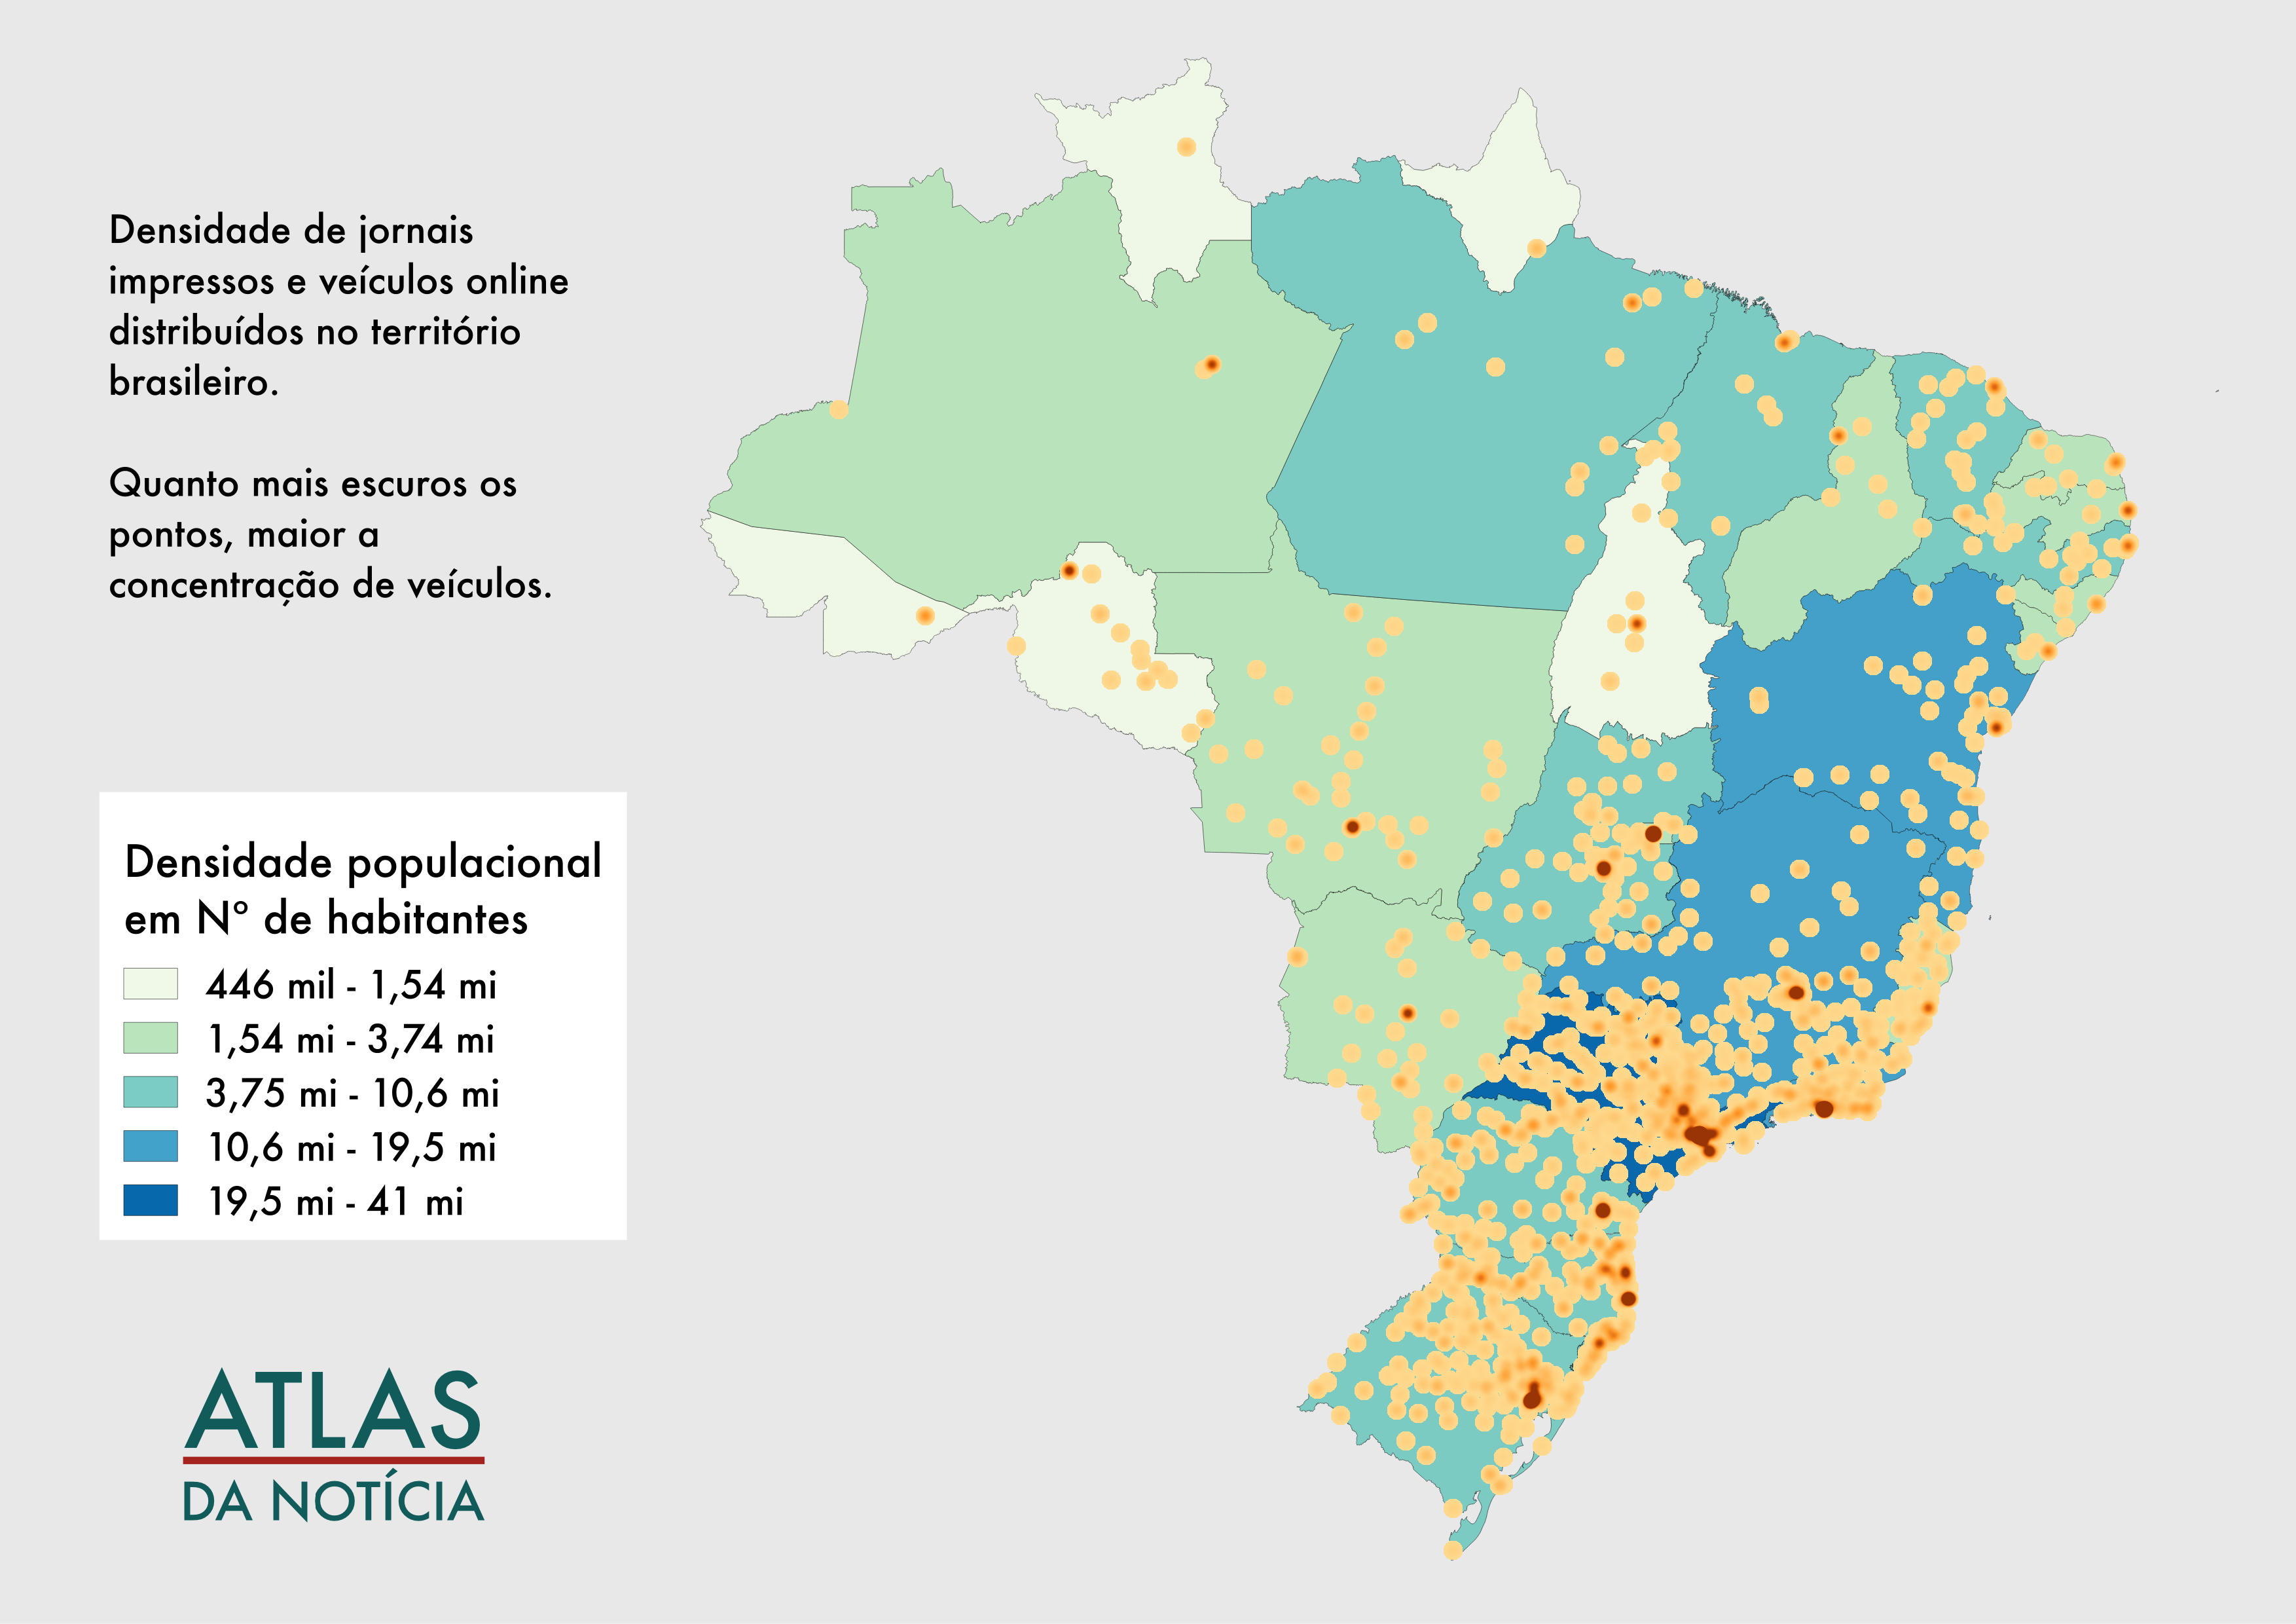 Densidade de jornais
impressos e veículos online
distribuídos no território
brasileiro.
Quanto mais escuros os
pontos, maior a
concentração de veículos.
Densidade populacional
em Nº de habitantes
446 mil - 1,54 mi
1,54 mi - 3,74 mi
3,75 mi - 10,6 mi
10,6 mi - 19,5 mi
19,5 mi - 41 mi
ATLAS
DA NOTÍCIA